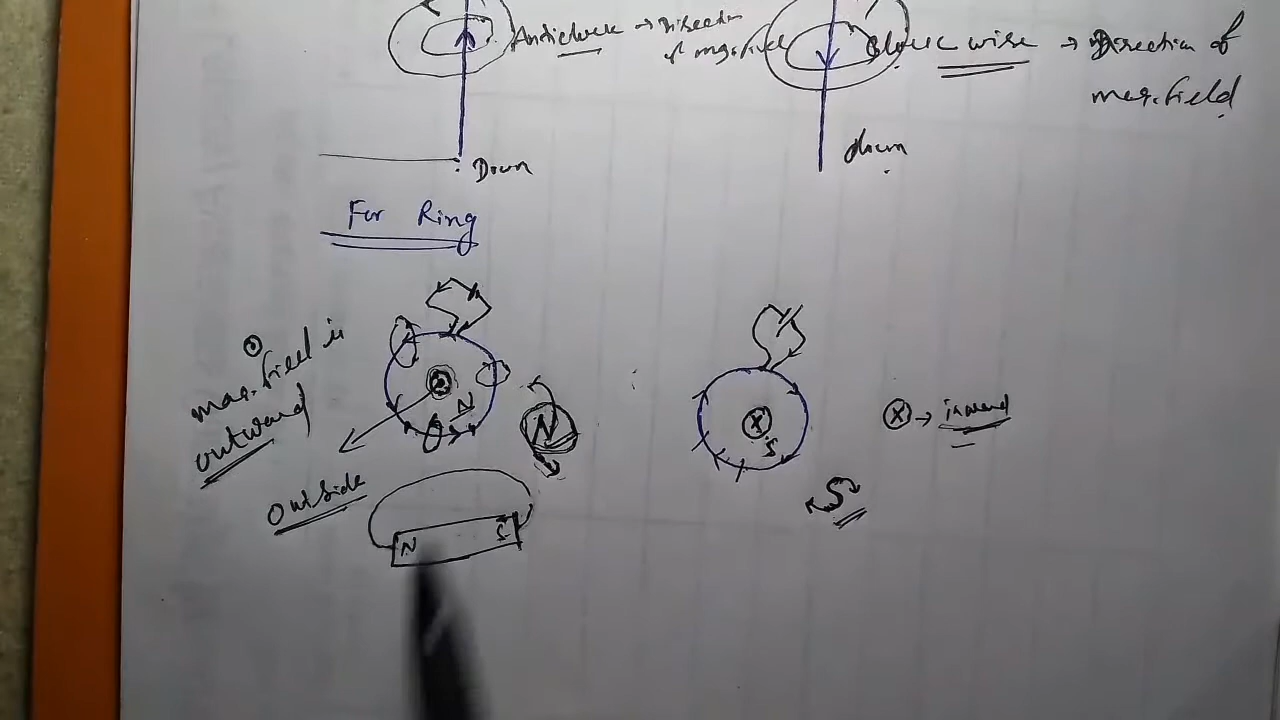 Anticlock → Direction
of mag. field
Clock wise → Direction of
mag. field
Down
down
For Ring
mag. field is
outward
N
N
S
S
→ inward
outside
N S